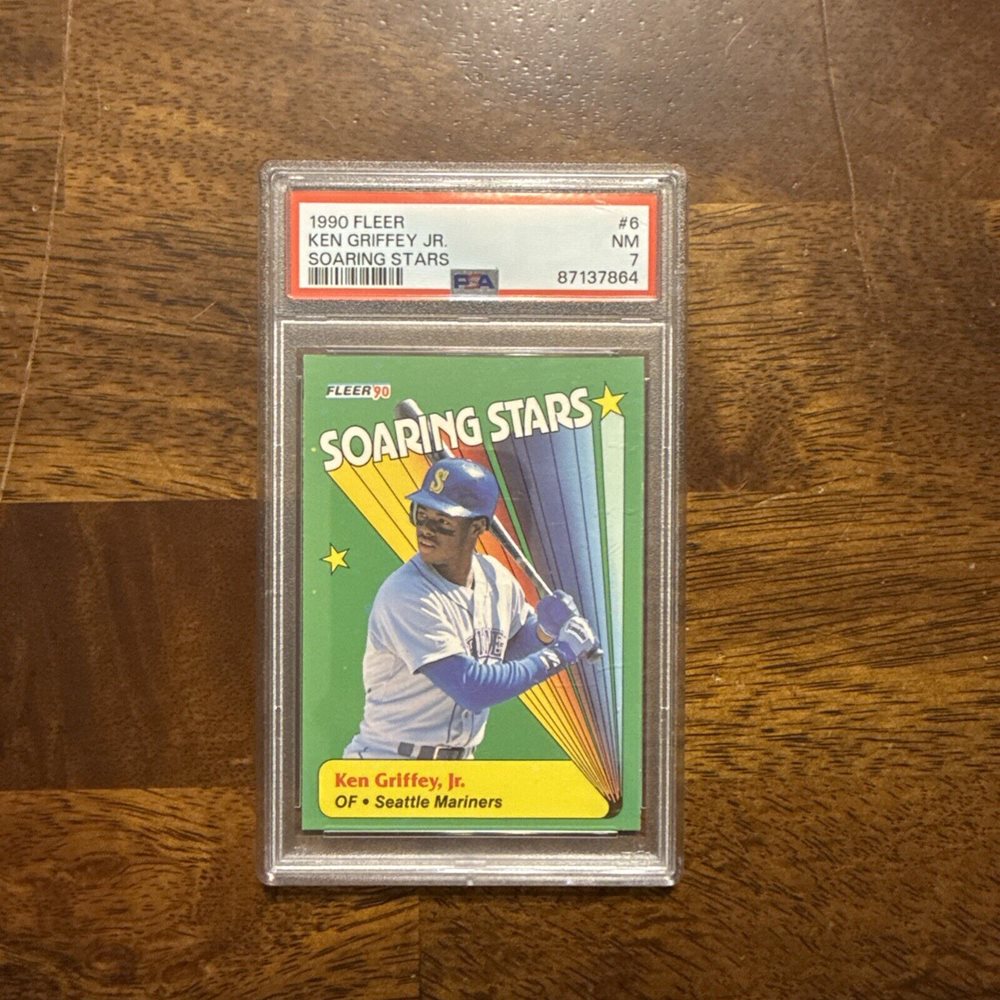 1990 FLEER #6
KEN GRIFFEY JR. NM
SOARING STARS 7
PSA 87137864
FLEER 90
SOARING STARS
S
Ken Griffey, Jr.
OF • Seattle Mariners